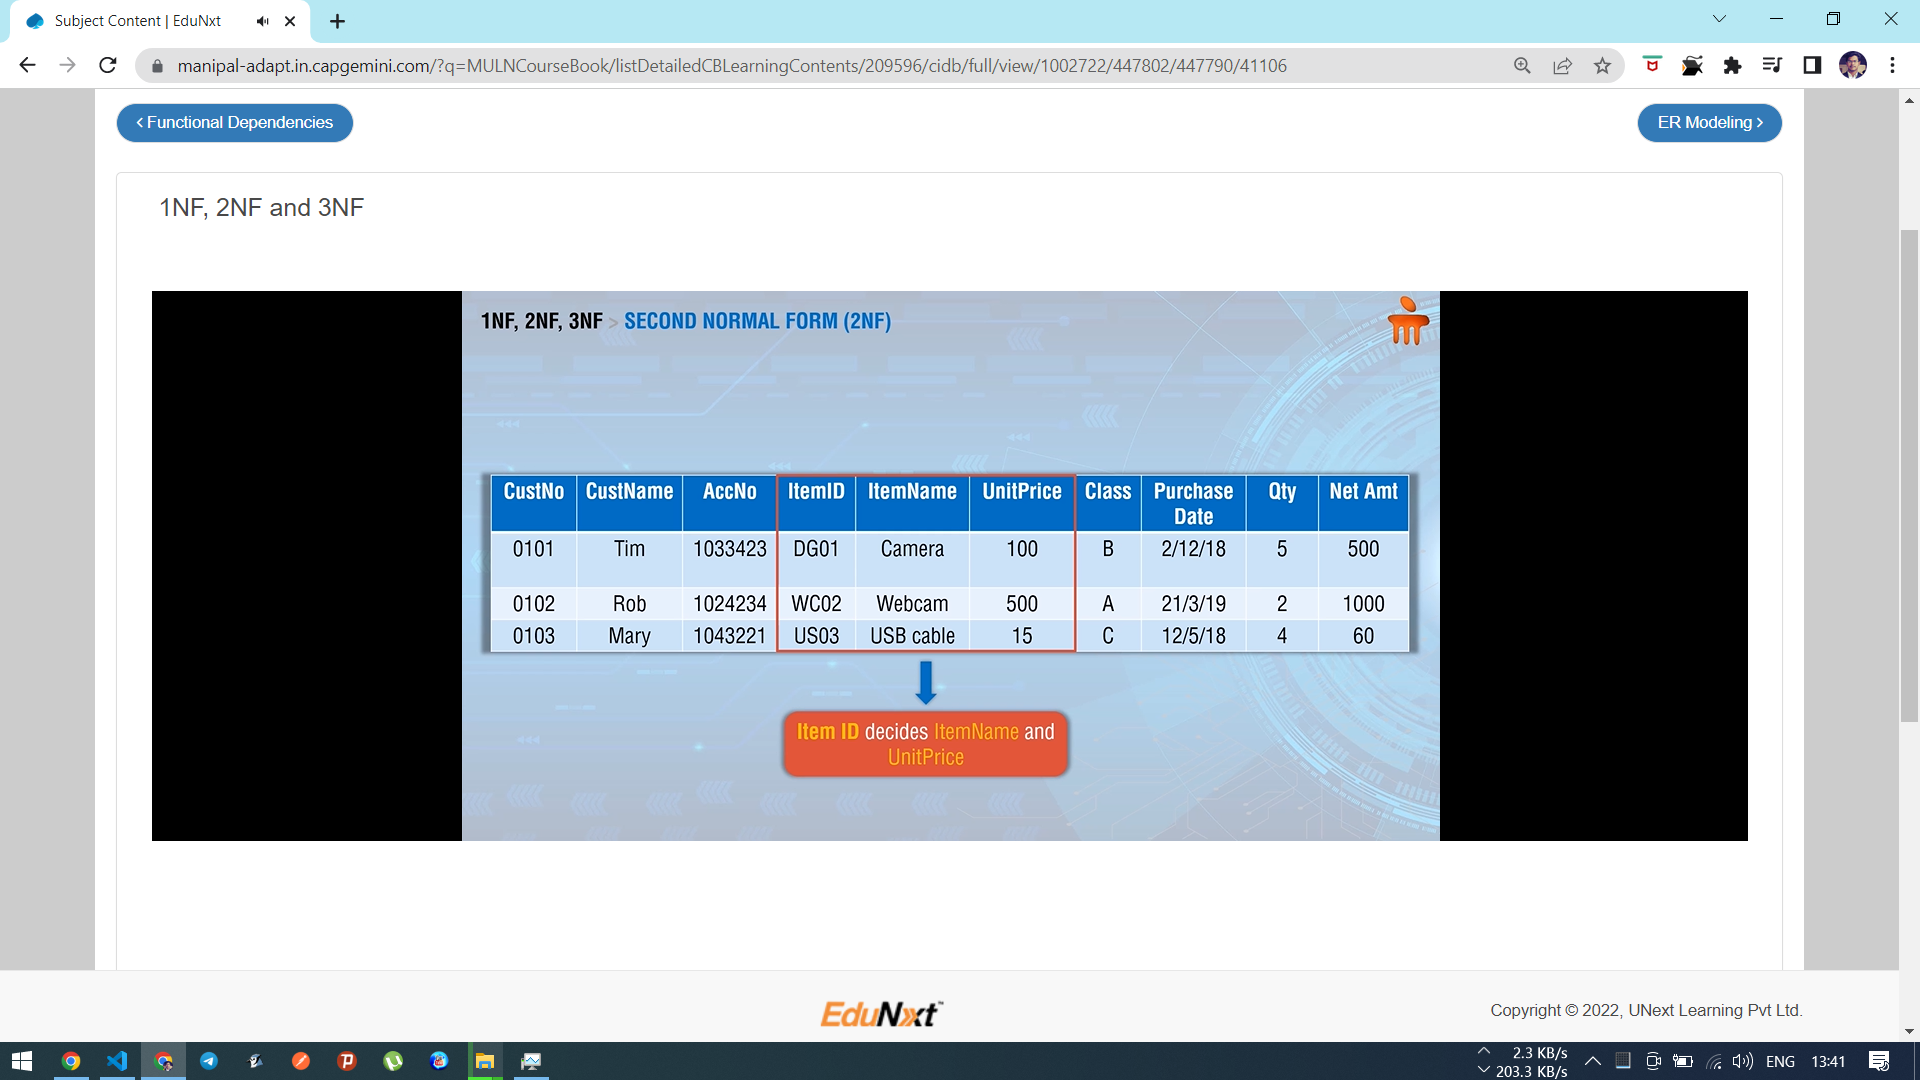 Subject Content | EduNxt
manipal-adapt.in.capgemini.com/?q=MULNCourseBook/listDetailedCBLearningContents/209596/cidb/full/view/1002722/447802/447790/41106
Functional Dependencies
ER Modeling
1NF, 2NF and 3NF
1NF, 2NF, 3NF > SECOND NORMAL FORM (2NF)
CustNo CustName AccNo ItemID ItemName UnitPrice Class Purchase Date Qty Net Amt
0101 Tim 1033423 DG01 Camera 100 B 2/12/18 5 500
0102 Rob 1024234 WC02 Webcam 500 A 21/3/19 2 1000
0103 Mary 1043221 US03 USB cable 15 C 12/5/18 4 60
Item ID decides ItemName and
UnitPrice
EduNxt
Copyright © 2022, UNext Learning Pvt Ltd.
2.3 KB/s
203.3 KB/s
ENG 13:41